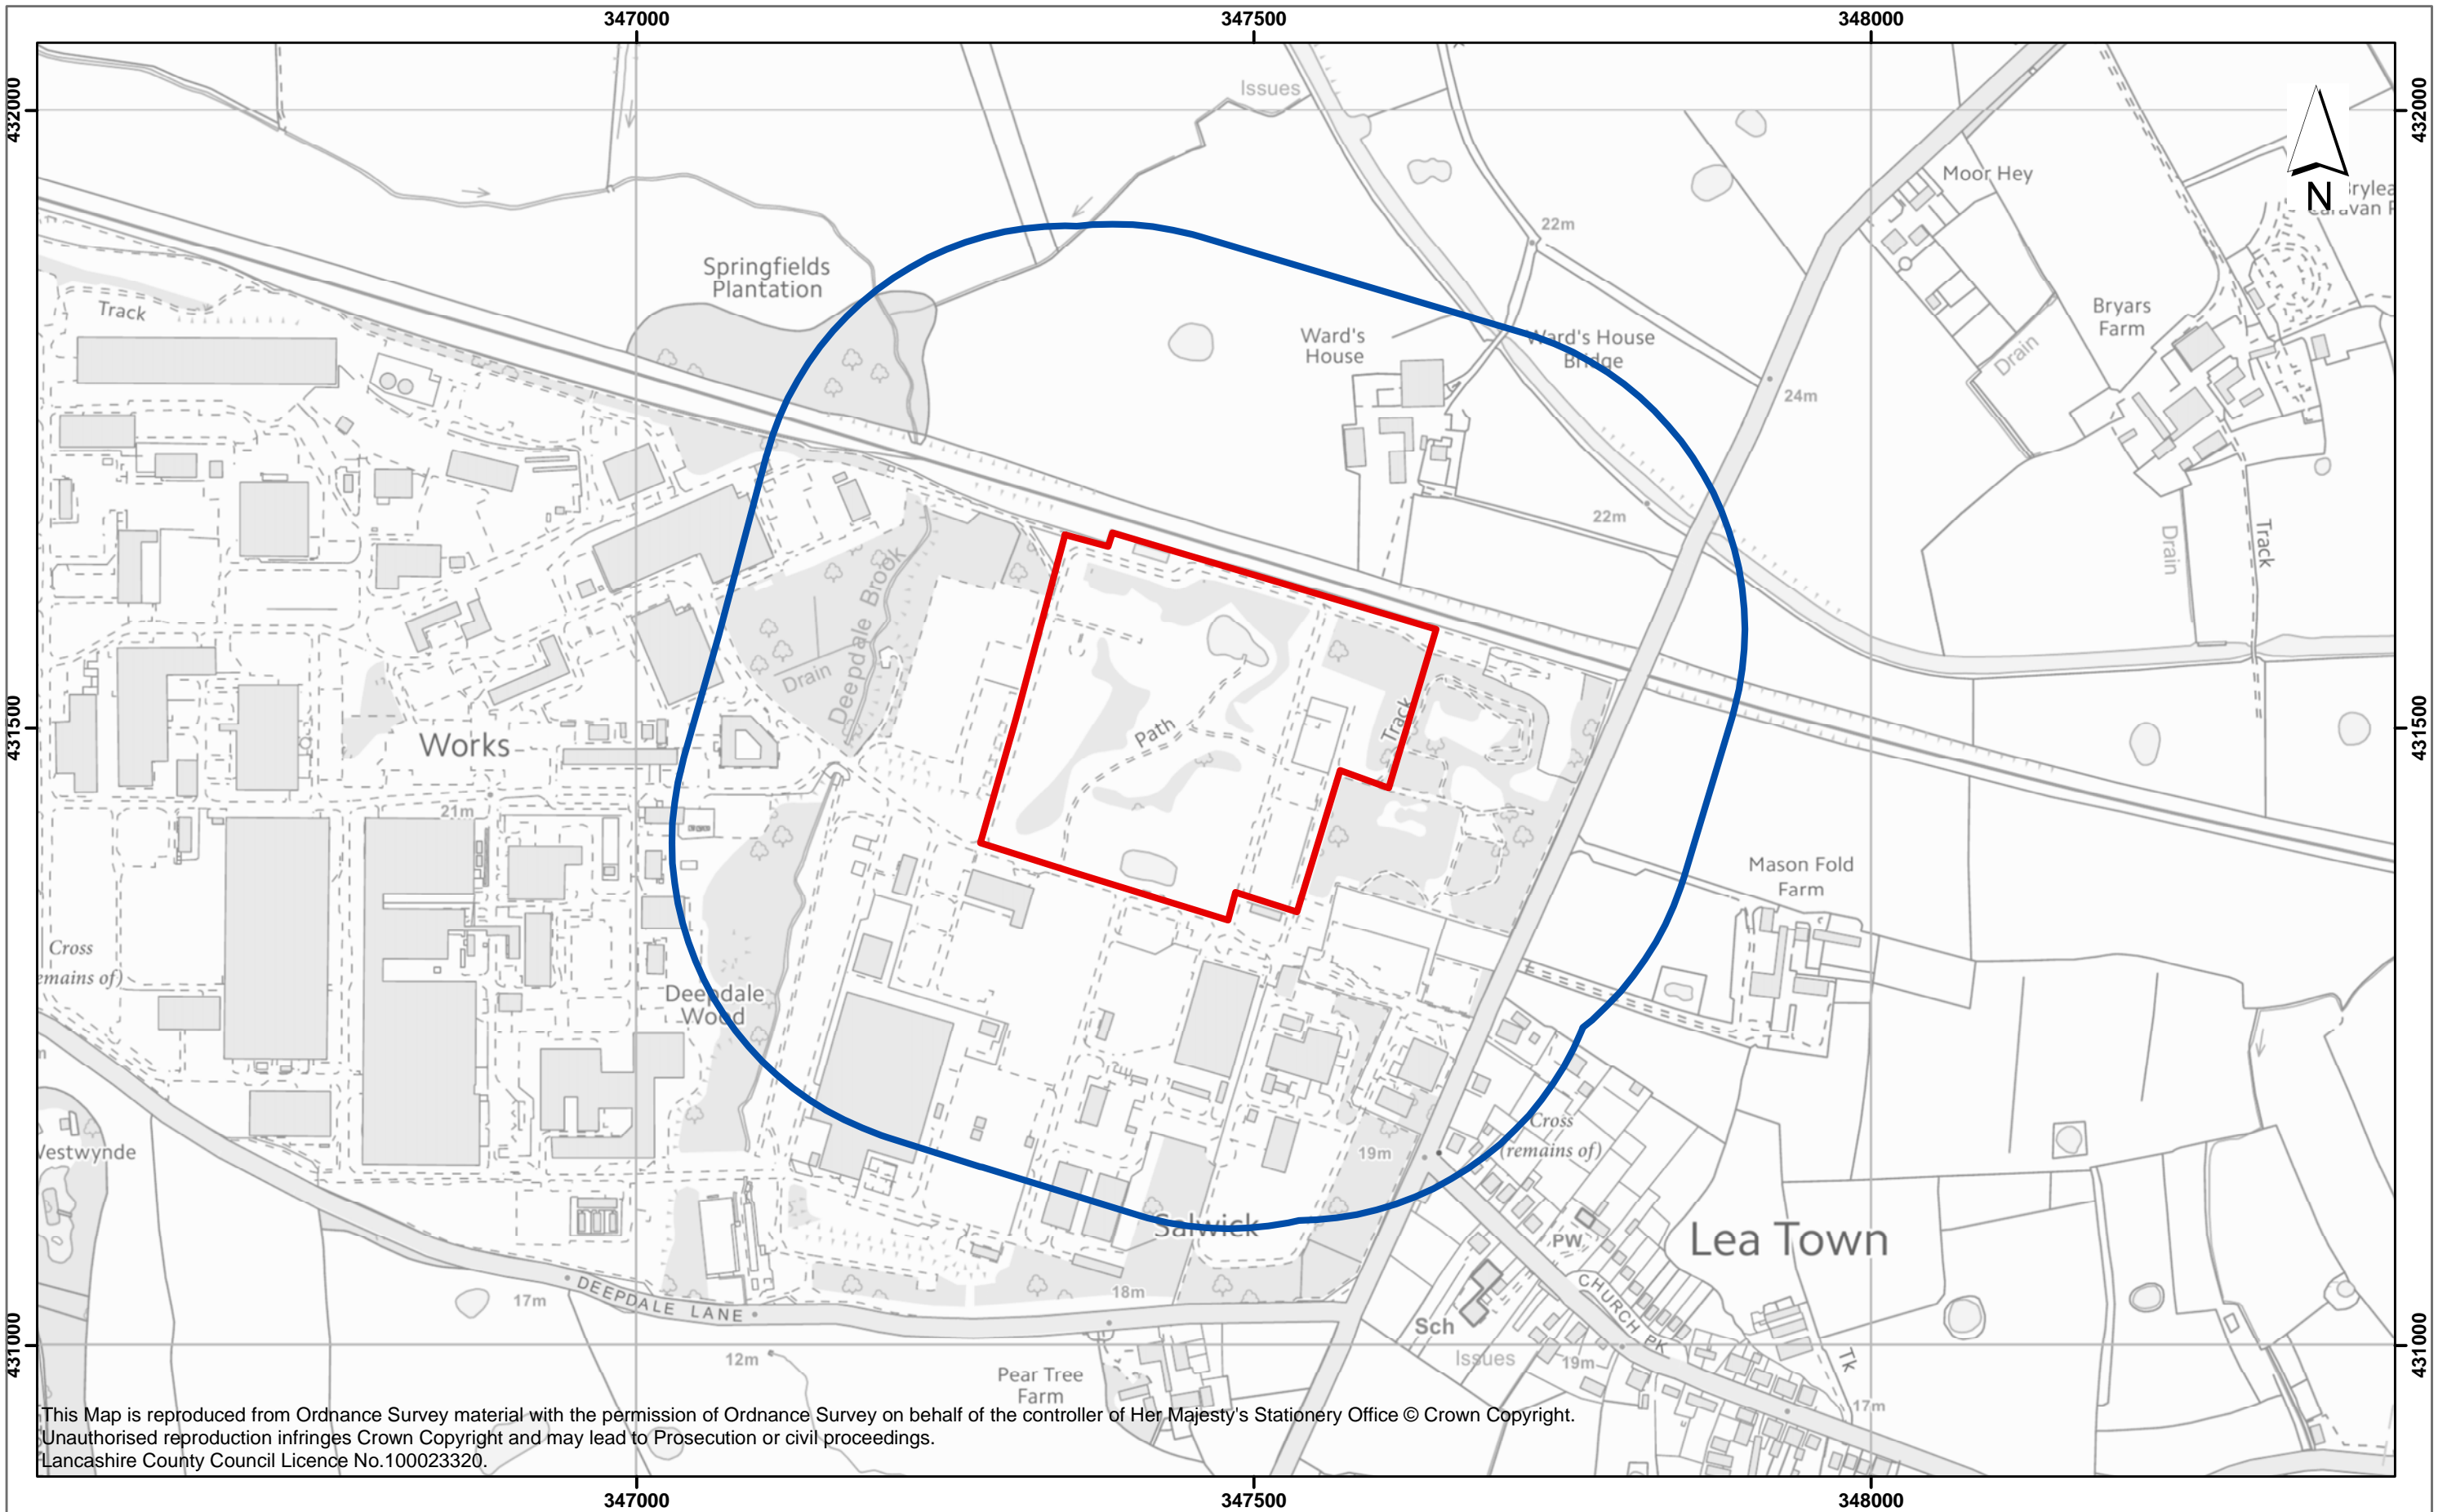 347000
347500
348000
432000
432000
Issues
Moor Hey
N
22m
Springfields
Plantation
Track
Ward's
House
Ward's House
Bridge
Bryars
Farm
Drain
24m
22m
Drain
Track
Deepdale Brook
Drain
Path
Track
431500
431500
Works
21m
Mason Fold
Farm
Cross
Deepdale
Wood
Cross
(remains of)
19m
Salwick
PW
Lea Town
CHURCH PK
DEEPDALE LANE
17m
18m
Sch
431000
431000
12m
Issues
19m
Tk
Pear Tree
Farm
17m
This Map is reproduced from Ordnance Survey material with the permission of Ordnance Survey on behalf of the controller of Her Majesty's Stationery Office © Crown Copyright.
Unauthorised reproduction infringes Crown Copyright and may lead to Prosecution or civil proceedings.
Lancashire County Council Licence No.100023320.
347000
347500
348000